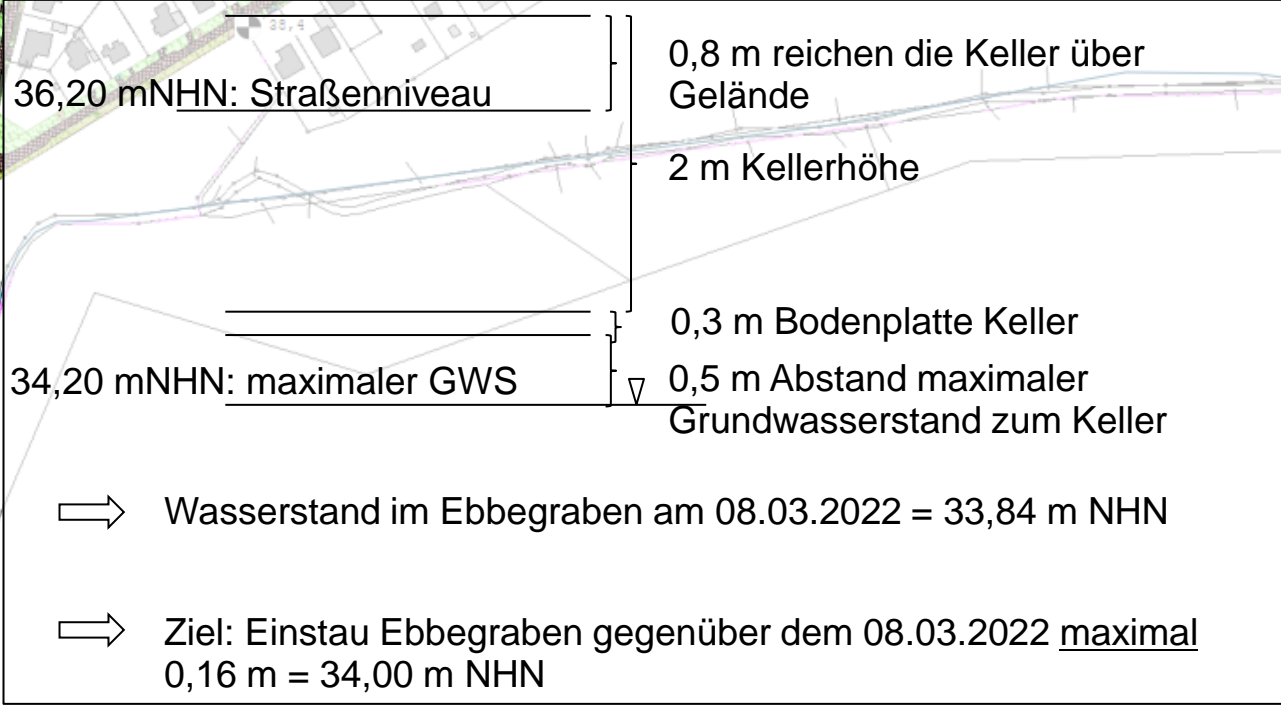 38,4
0,8 m reichen die Keller über
Gelände
36,20 mNHN: Straßenniveau
2 m Kellerhöhe
0,3 m Bodenplatte Keller
34,20 mNHN: maximaler GWS
0,5 m Abstand maximaler
Grundwasserstand zum Keller
Wasserstand im Ebbegraben am 08.03.2022 = 33,84 m NHN
Ziel: Einstau Ebbegraben gegenüber dem 08.03.2022 maximal
0,16 m = 34,00 m NHN